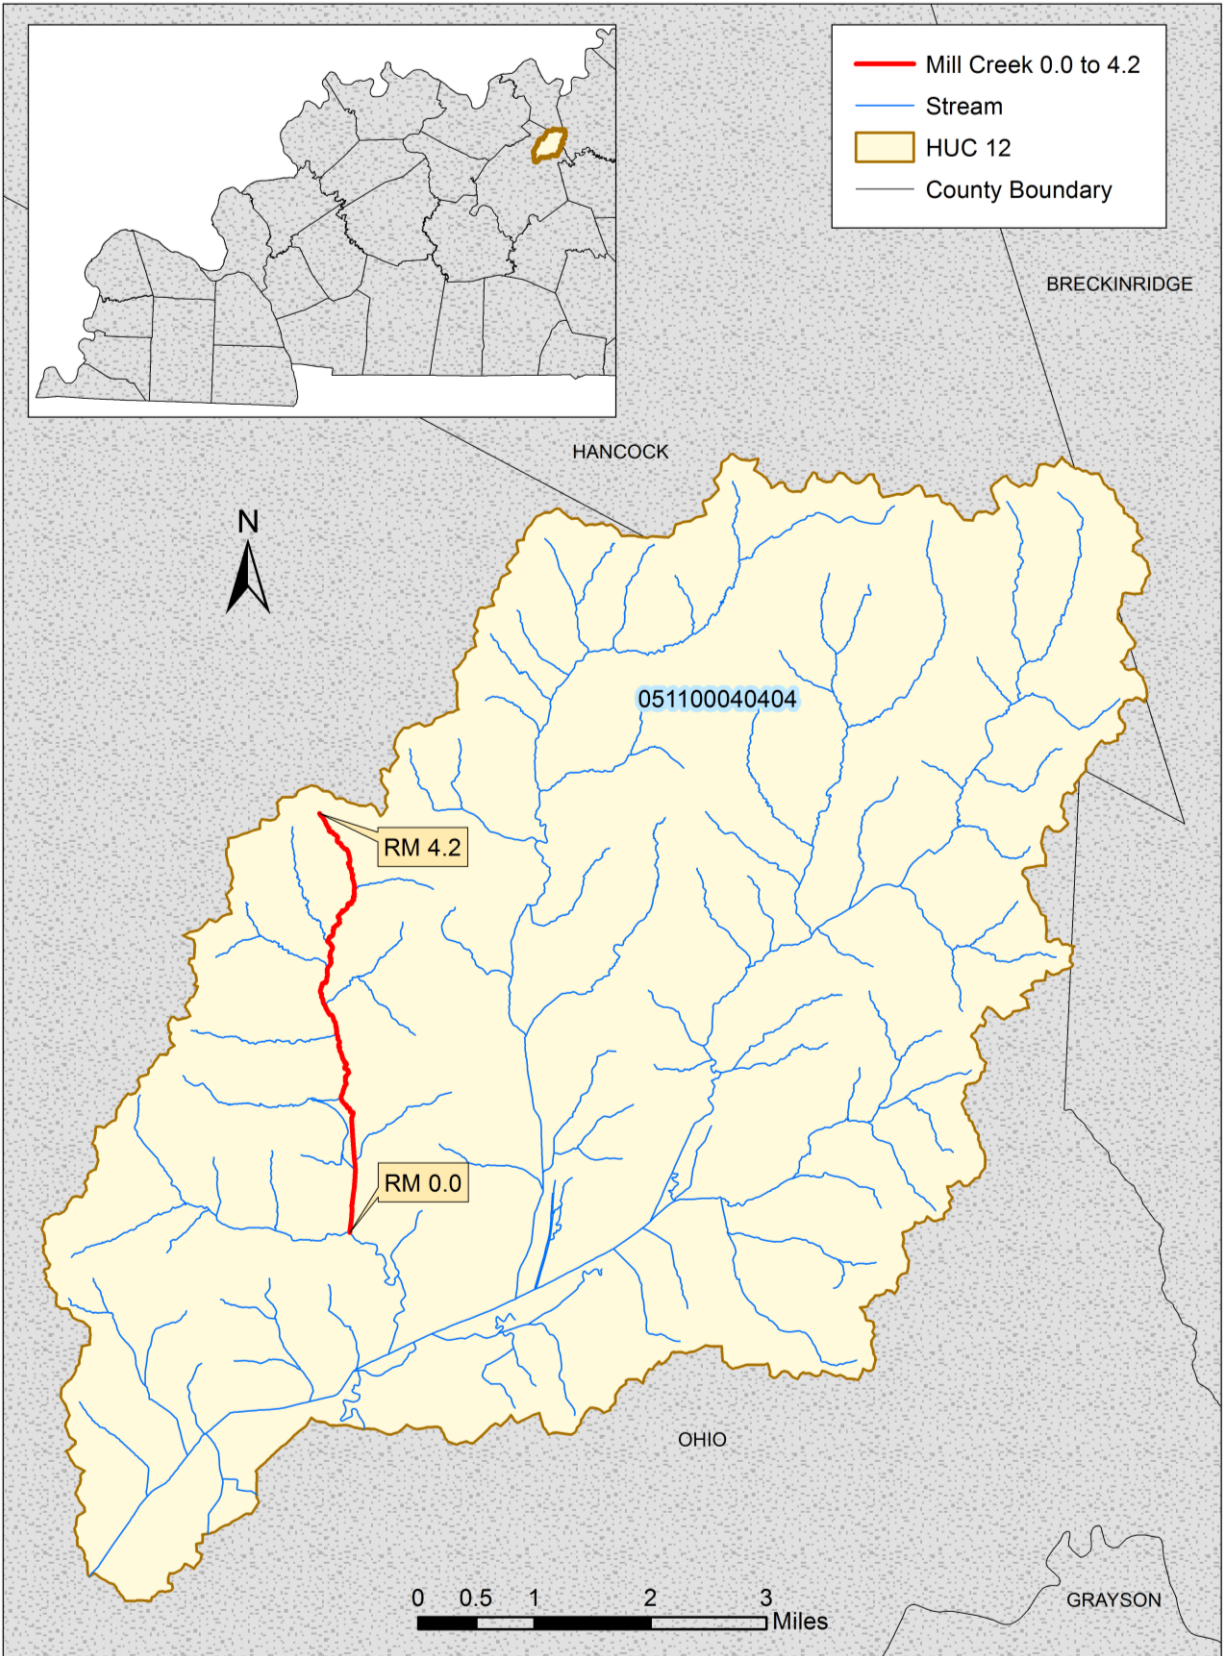 Mill Creek 0.0 to 4.2
Stream
HUC 12
County Boundary
BRECKINRIDGE
HANCOCK
N
051100040404
RM 4.2
RM 0.0
OHIO
GRAYSON
0 0.5 1 2 3
Miles